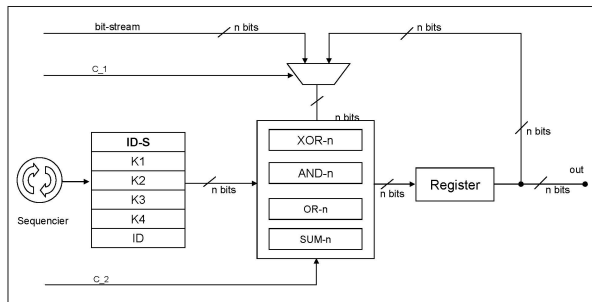 bit-stream
n bits
n bits
C_1
n bits
ID-S
K1
K2
K3
K4
ID
Sequencier
n bits
XOR-n
AND-n
OR-n
SUM-n
n bits
Register
n bits
out
n bits
C_2